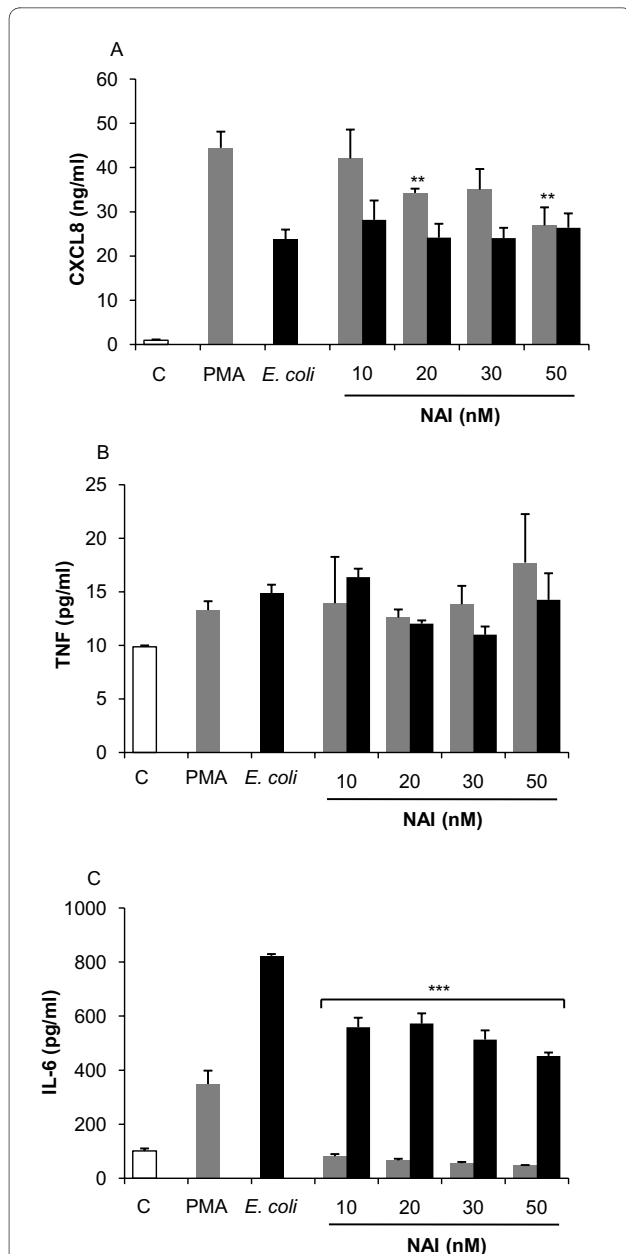 A
CXCL8 (ng/ml)
60
50
40
30
20
10
0
** **
C PMA E. coli 10 20 30 50
NAI (nM)
B
TNF (pg/ml)
25
20
15
10
5
0
C PMA E. coli 10 20 30 50
NAI (nM)
C
IL-6 (pg/ml)
1000
800
600
400
200
0
***
C PMA E. coli 10 20 30 50
NAI (nM)